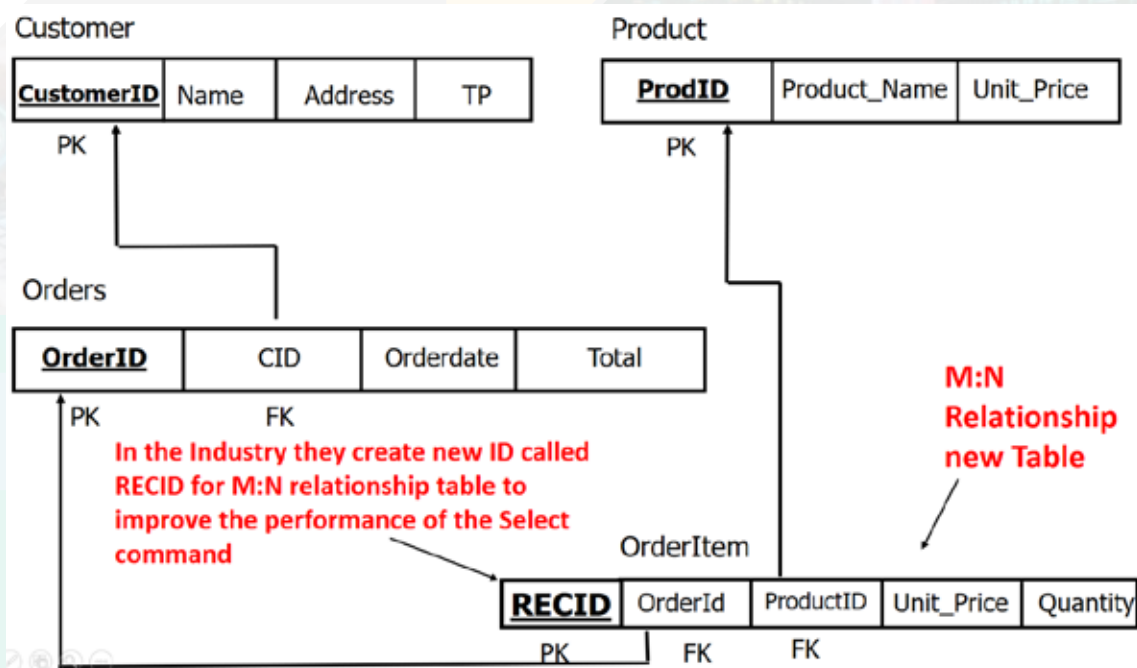 Customer
CustomerID Name Address TP
PK
Product
ProdID Product_Name Unit_Price
PK
Orders
OrderID CID Orderdate Total
PK FK
In the Industry they create new ID called
RECID for M:N relationship table to
improve the performance of the Select
command
M:N
Relationship
new Table
OrderItem
RECID OrderId ProductID Unit_Price Quantity
PK FK FK